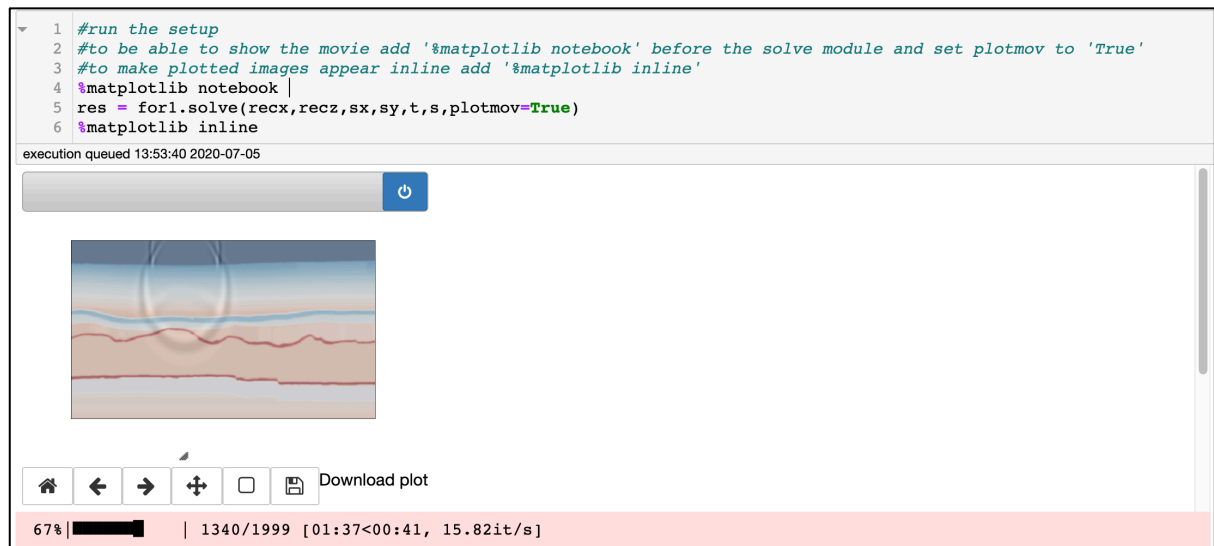 1 #run the setup
2 #to be able to show the movie add '%matplotlib notebook' before the solve module and set plotmov to 'True'
3 #to make plotted images appear inline add '%matplotlib inline'
4 %matplotlib notebook
5 res = for1.solve(recx,recz,sx,sy,t,s,plotmov=True)
6 %matplotlib inline
execution queued 13:53:40 2020-07-05
Download plot
67%| | 1340/1999 [01:37<00:41, 15.82it/s]